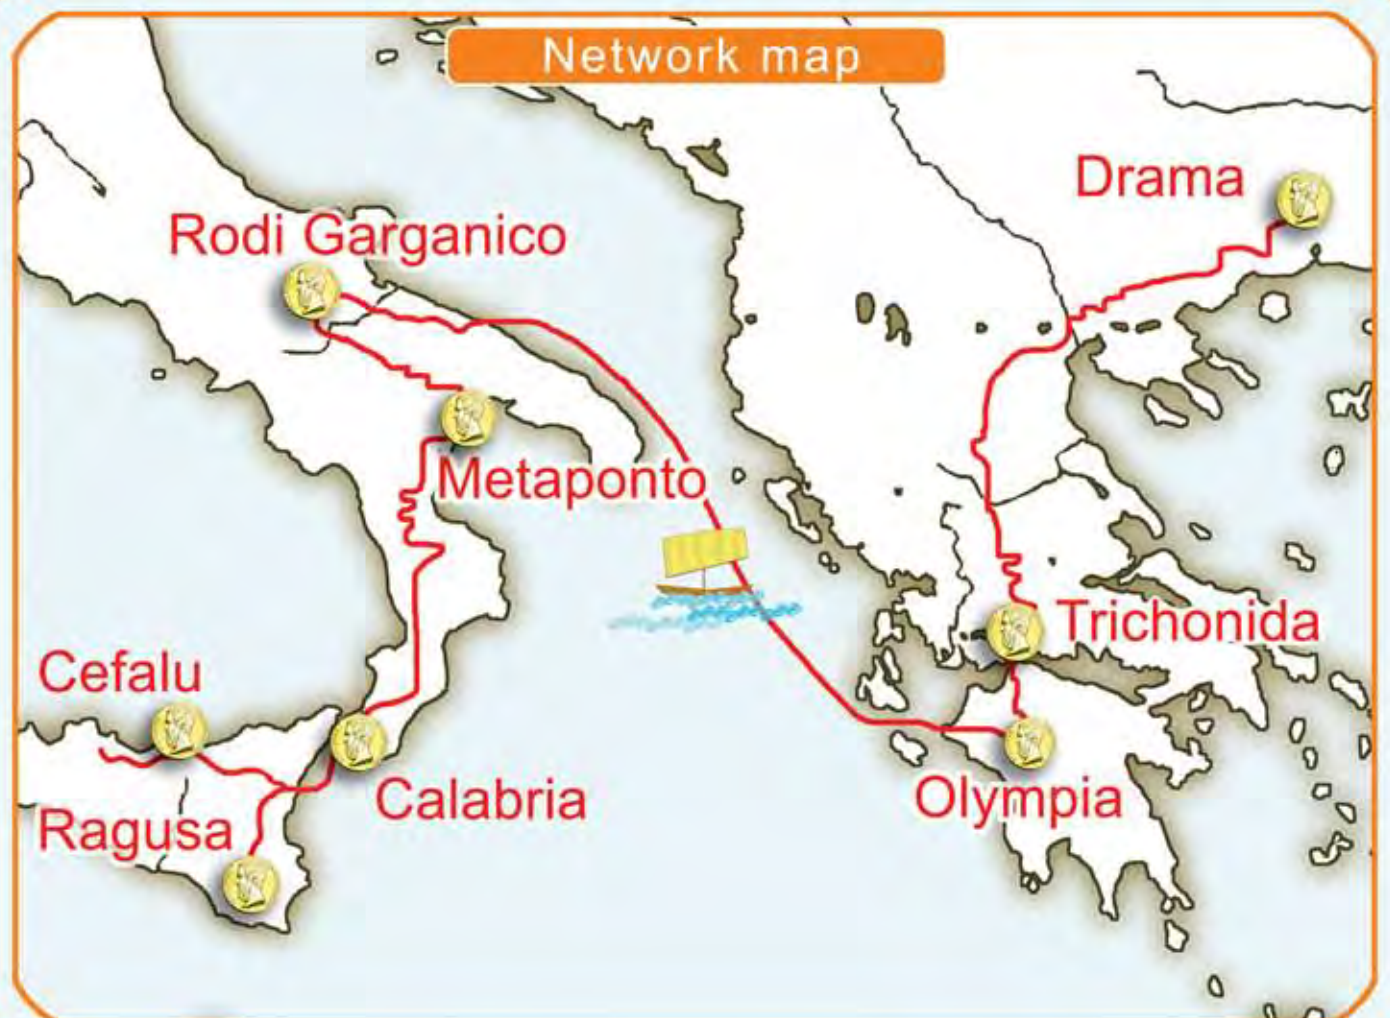 Network map
Drama
Rodi Garganico
Metaponto
Trichonida
Cefalu
Calabria
Olympia
Ragusa